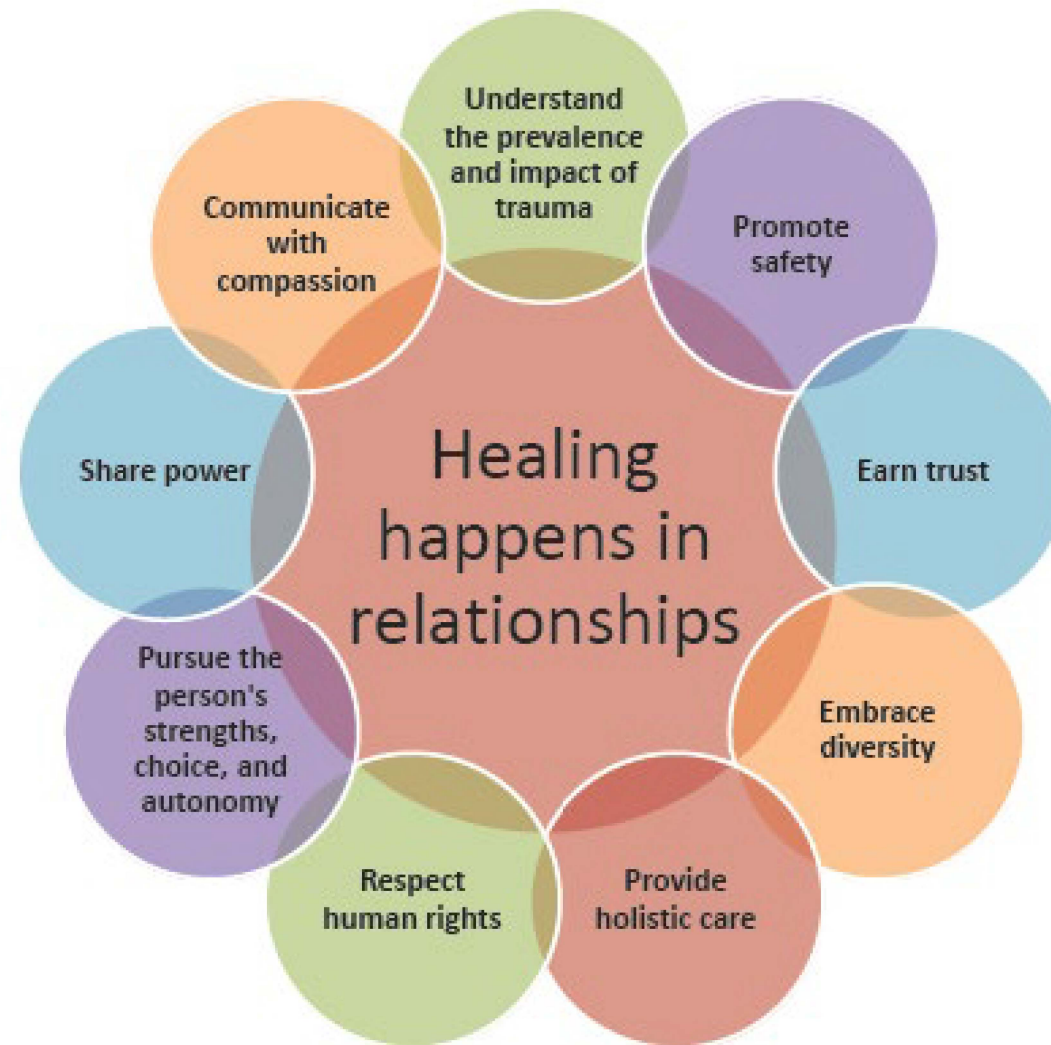 Understand
the prevalence
and impact of
trauma
Promote
safety
Earn trust
Embrace
diversity
Provide
holistic care
Respect
human rights
Pursue the
person's
strengths,
choice, and
autonomy
Share power
Communicate
with
compassion
Healing
happens in
relationships